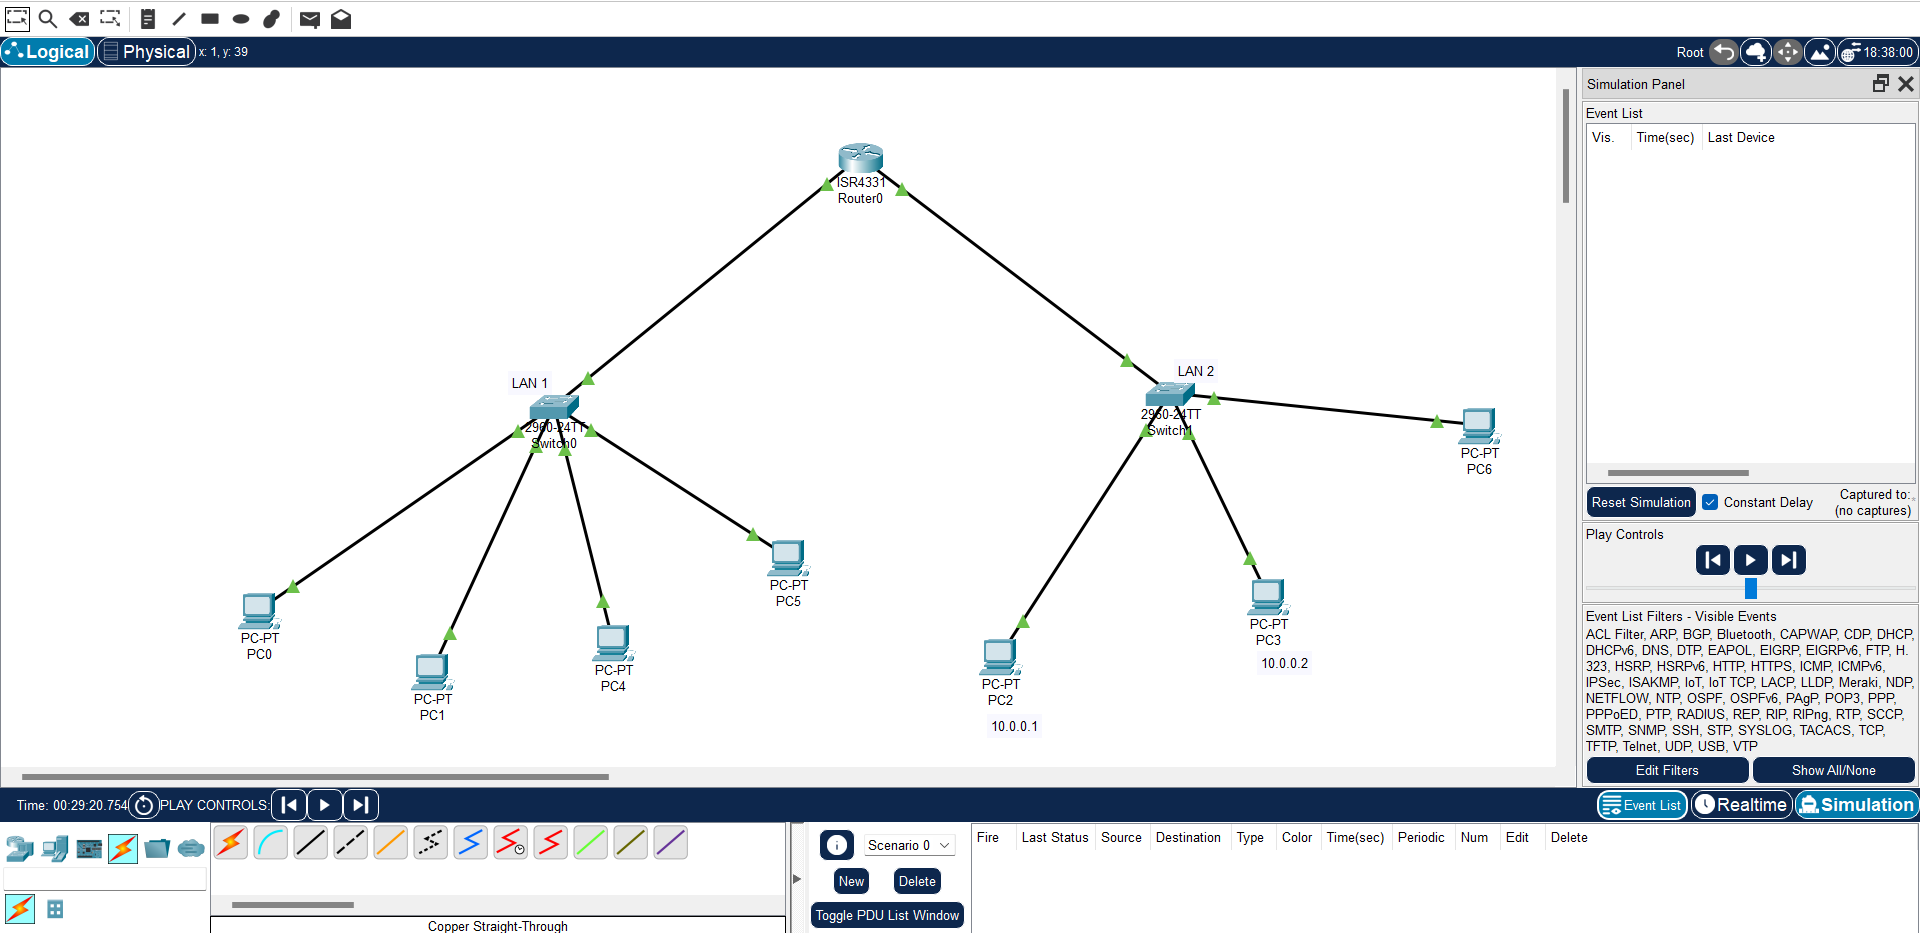 Logical
Physical
x: 1, y: 39
Root
18:38:00
ISR4331
Router0
LAN 1
2960-24TT
Switch0
LAN 2
2960-24TT
Switch1
PC-PT
PC6
PC-PT
PC5
PC-PT
PC0
PC-PT
PC4
PC-PT
PC1
PC-PT
PC3
10.0.0.2
PC-PT
PC2
10.0.0.1
Simulation Panel
Event List
Vis. Time(sec) Last Device
Reset Simulation
Constant Delay
Captured to:
(no captures)
Play Controls
Event List Filters - Visible Events
ACL Filter, ARP, BGP, Bluetooth, CAPWAP, CDP, DHCP,
DHCPv6, DNS, DTP, EAPOL, EIGRP, EIGRPv6, FTP, H.
323, HSRP, HSRPv6, HTTP, HTTPS, ICMP, ICMPv6,
IPSec, ISAKMP, IoT, IoT TCP, LACP, LLDP, Meraki, NDP,
NETFLOW, NTP, OSPF, OSPFv6, PAgP, POP3, PPP,
PPPoED, PTP, RADIUS, REP, RIP, RIPng, RTP, SCCP,
SMTP, SNMP, SSH, STP, SYSLOG, TACACS, TCP,
TFTP, Telnet, UDP, USB, VTP
Edit Filters
Show All/None
Time: 00:29:20.754
PLAY CONTROLS:
Event List
Realtime
Simulation
Scenario 0
New
Delete
Toggle PDU List Window
Fire Last Status Source Destination Type Color Time(sec) Periodic Num Edit Delete
Copper Straight-Through